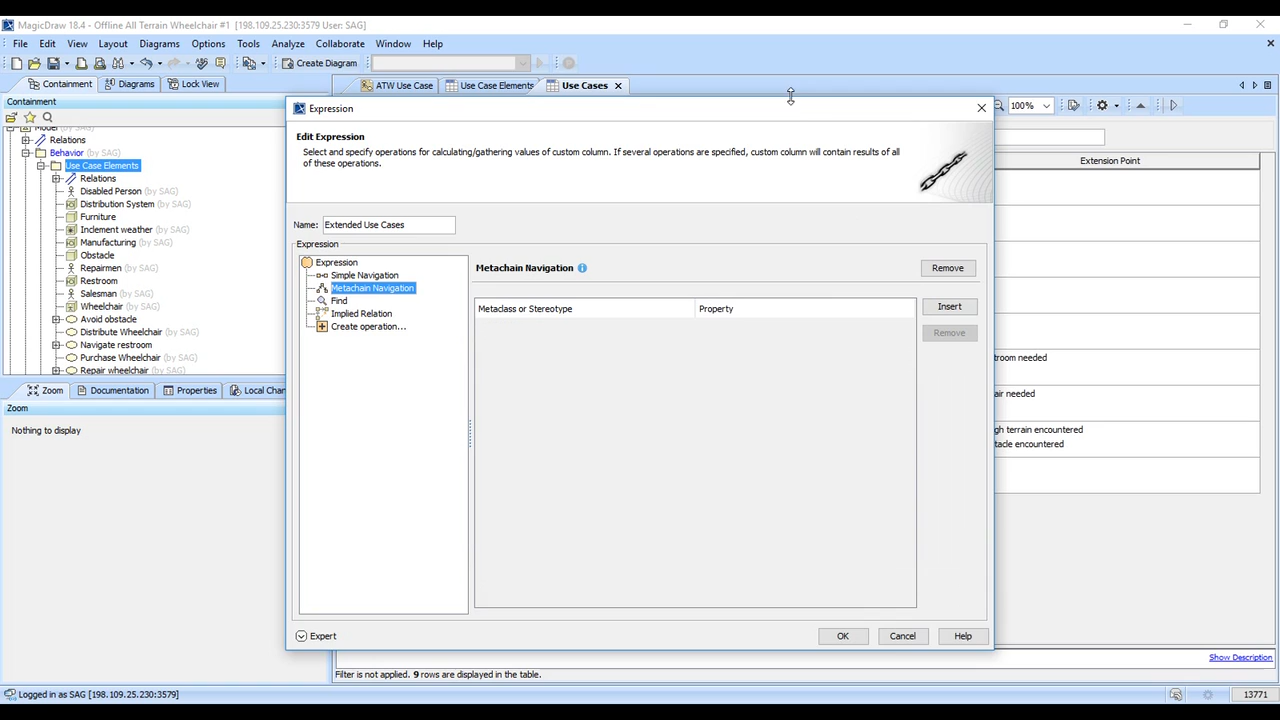 MagicDraw 18.4 - Offline All Terrain Wheelchair #1 [198.109.25.230:3579 User: SAG]
File Edit View Layout Diagrams Options Tools Analyze Collaborate Window Help
Create Diagram
Containment Diagrams Lock View
ATW Use Case Use Case Elements Use Cases
Containment
100%
Expression
Edit Expression
Select and specify operations for calculating/gathering values of custom column. If several operations are specified, custom column will contain results of all
of these operations.
Name: Extended Use Cases
Expression
Expression
Simple Navigation
Metachain Navigation
Find
Implied Relation
Create operation...
Metachain Navigation
Remove
Metaclass or Stereotype Property
Insert
Remove
Expert
OK Cancel Help
Model
Relations
Behavior (by SAG)
Use Case Elements
Relations
Disabled Person (by SAG)
Distribution System (by SAG)
Furniture
Inclement weather (by SAG)
Manufacturing (by SAG)
Obstacle
Repairmen (by SAG)
Restroom
Salesman (by SAG)
Wheelchair (by SAG)
Avoid obstacle
Distribute Wheelchair (by SAG)
Navigate restroom
Purchase Wheelchair (by SAG)
Repair wheelchair (by SAG)
Zoom Documentation Properties Local Char
Zoom
Nothing to display
Extension Point
troom needed
air needed
gh terrain encountered
tacle encountered
Show Description
Filter is not applied. 9 rows are displayed in the table.
Logged in as SAG [198.109.25.230:3579]
13771